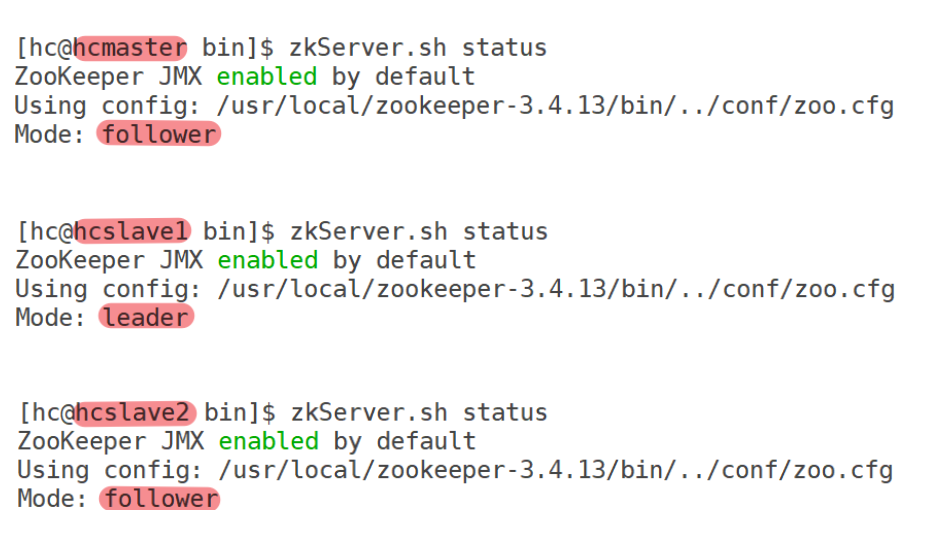 [hc@hcmaster bin]$ zkServer.sh status
ZooKeeper JMX enabled by default
Using config: /usr/local/zookeeper-3.4.13/bin/../conf/zoo.cfg
Mode: follower
[hc@hcslave1 bin]$ zkServer.sh status
ZooKeeper JMX enabled by default
Using config: /usr/local/zookeeper-3.4.13/bin/../conf/zoo.cfg
Mode: leader
[hc@hcslave2 bin]$ zkServer.sh status
ZooKeeper JMX enabled by default
Using config: /usr/local/zookeeper-3.4.13/bin/../conf/zoo.cfg
Mode: follower